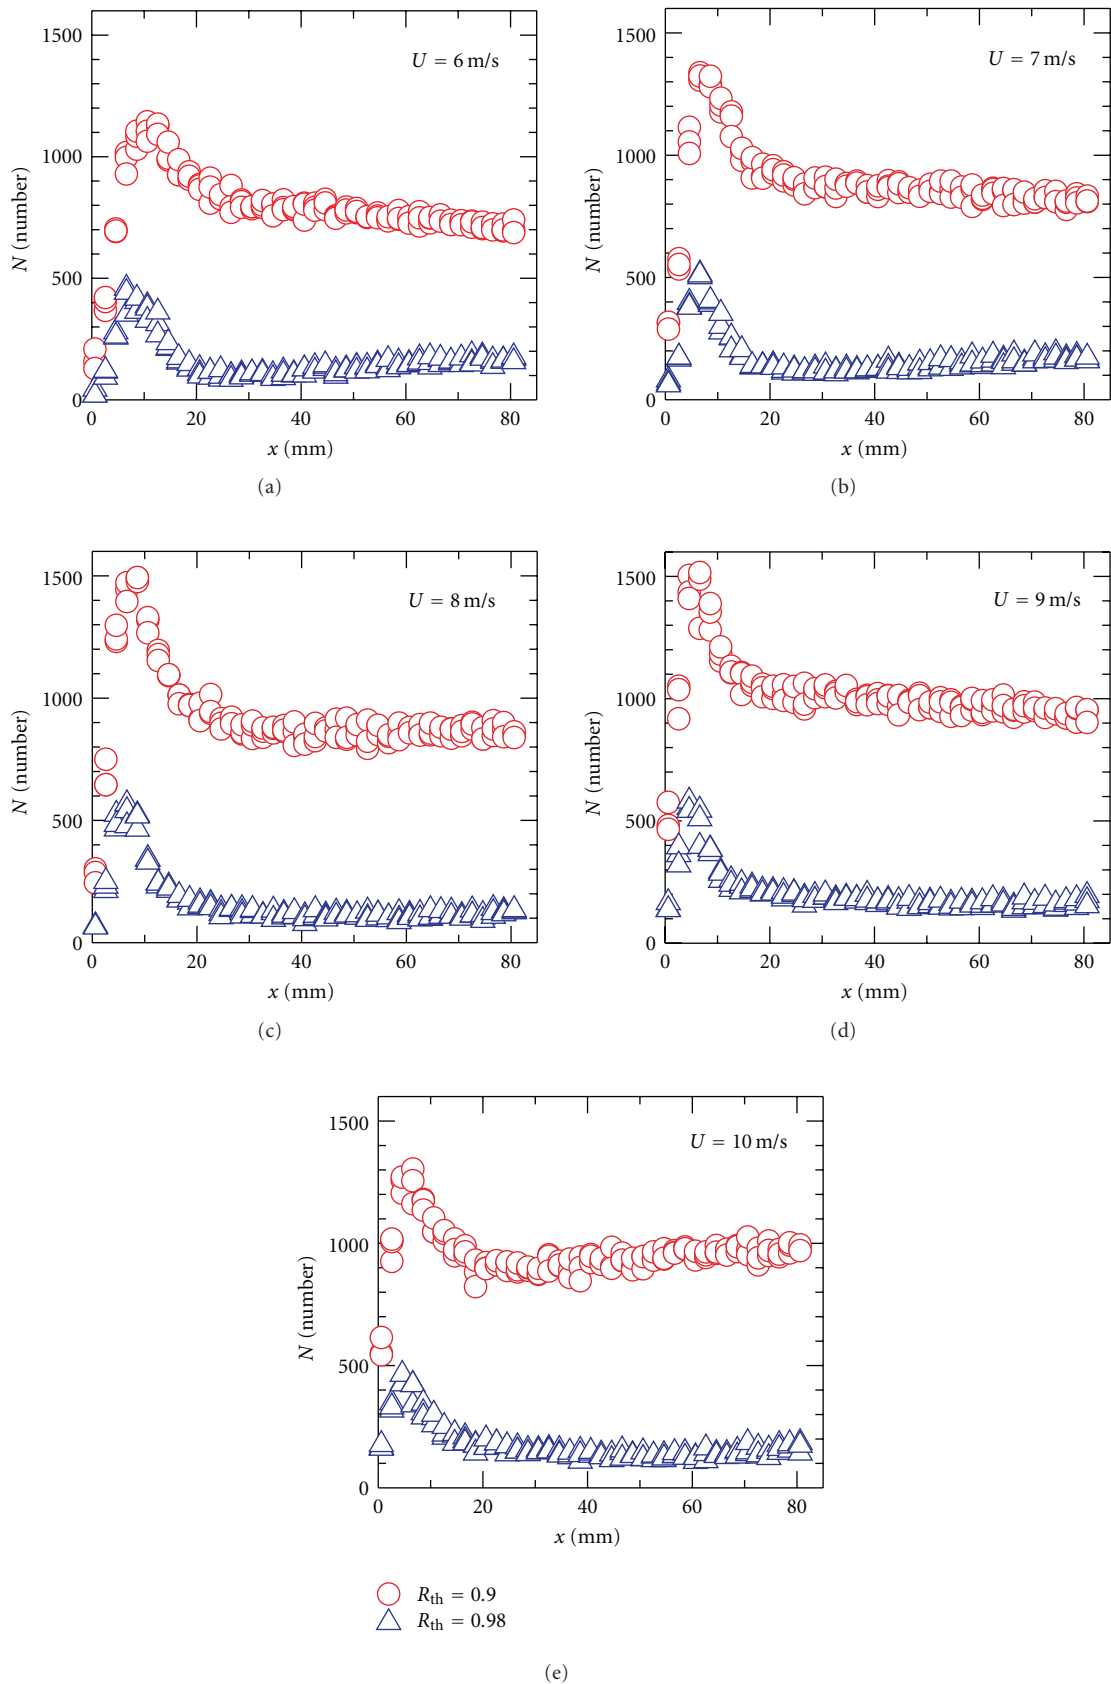 1500
1000
500
0
N (number)
U = 6 m/s
0 20 40 60 80
x (mm)
(a)
1500
1000
500
0
N (number)
U = 7 m/s
0 20 40 60 80
x (mm)
(b)
1500
1000
500
0
N (number)
U = 8 m/s
0 20 40 60 80
x (mm)
(c)
1500
1000
500
0
N (number)
U = 9 m/s
0 20 40 60 80
x (mm)
(d)
1500
1000
500
0
N (number)
U = 10 m/s
0 20 40 60 80
x (mm)
Rth = 0.9
Rth = 0.98
(e)